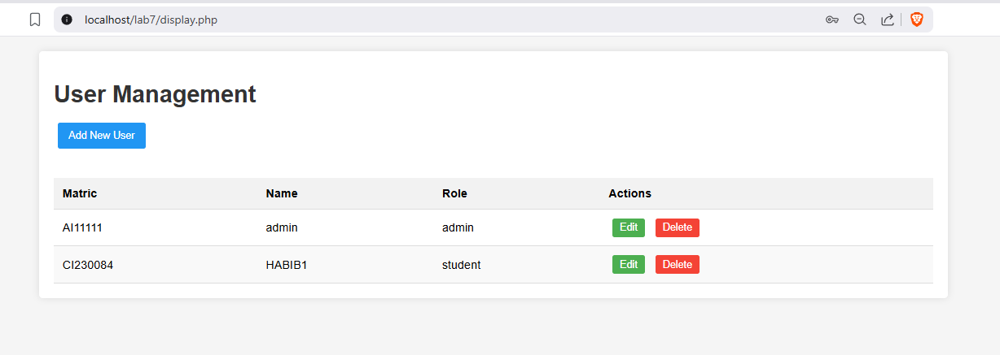 localhost/lab7/display.php
User Management
Add New User
Matric Name Role Actions
AI11111 admin admin Edit Delete
CI230084 HABIB1 student Edit Delete